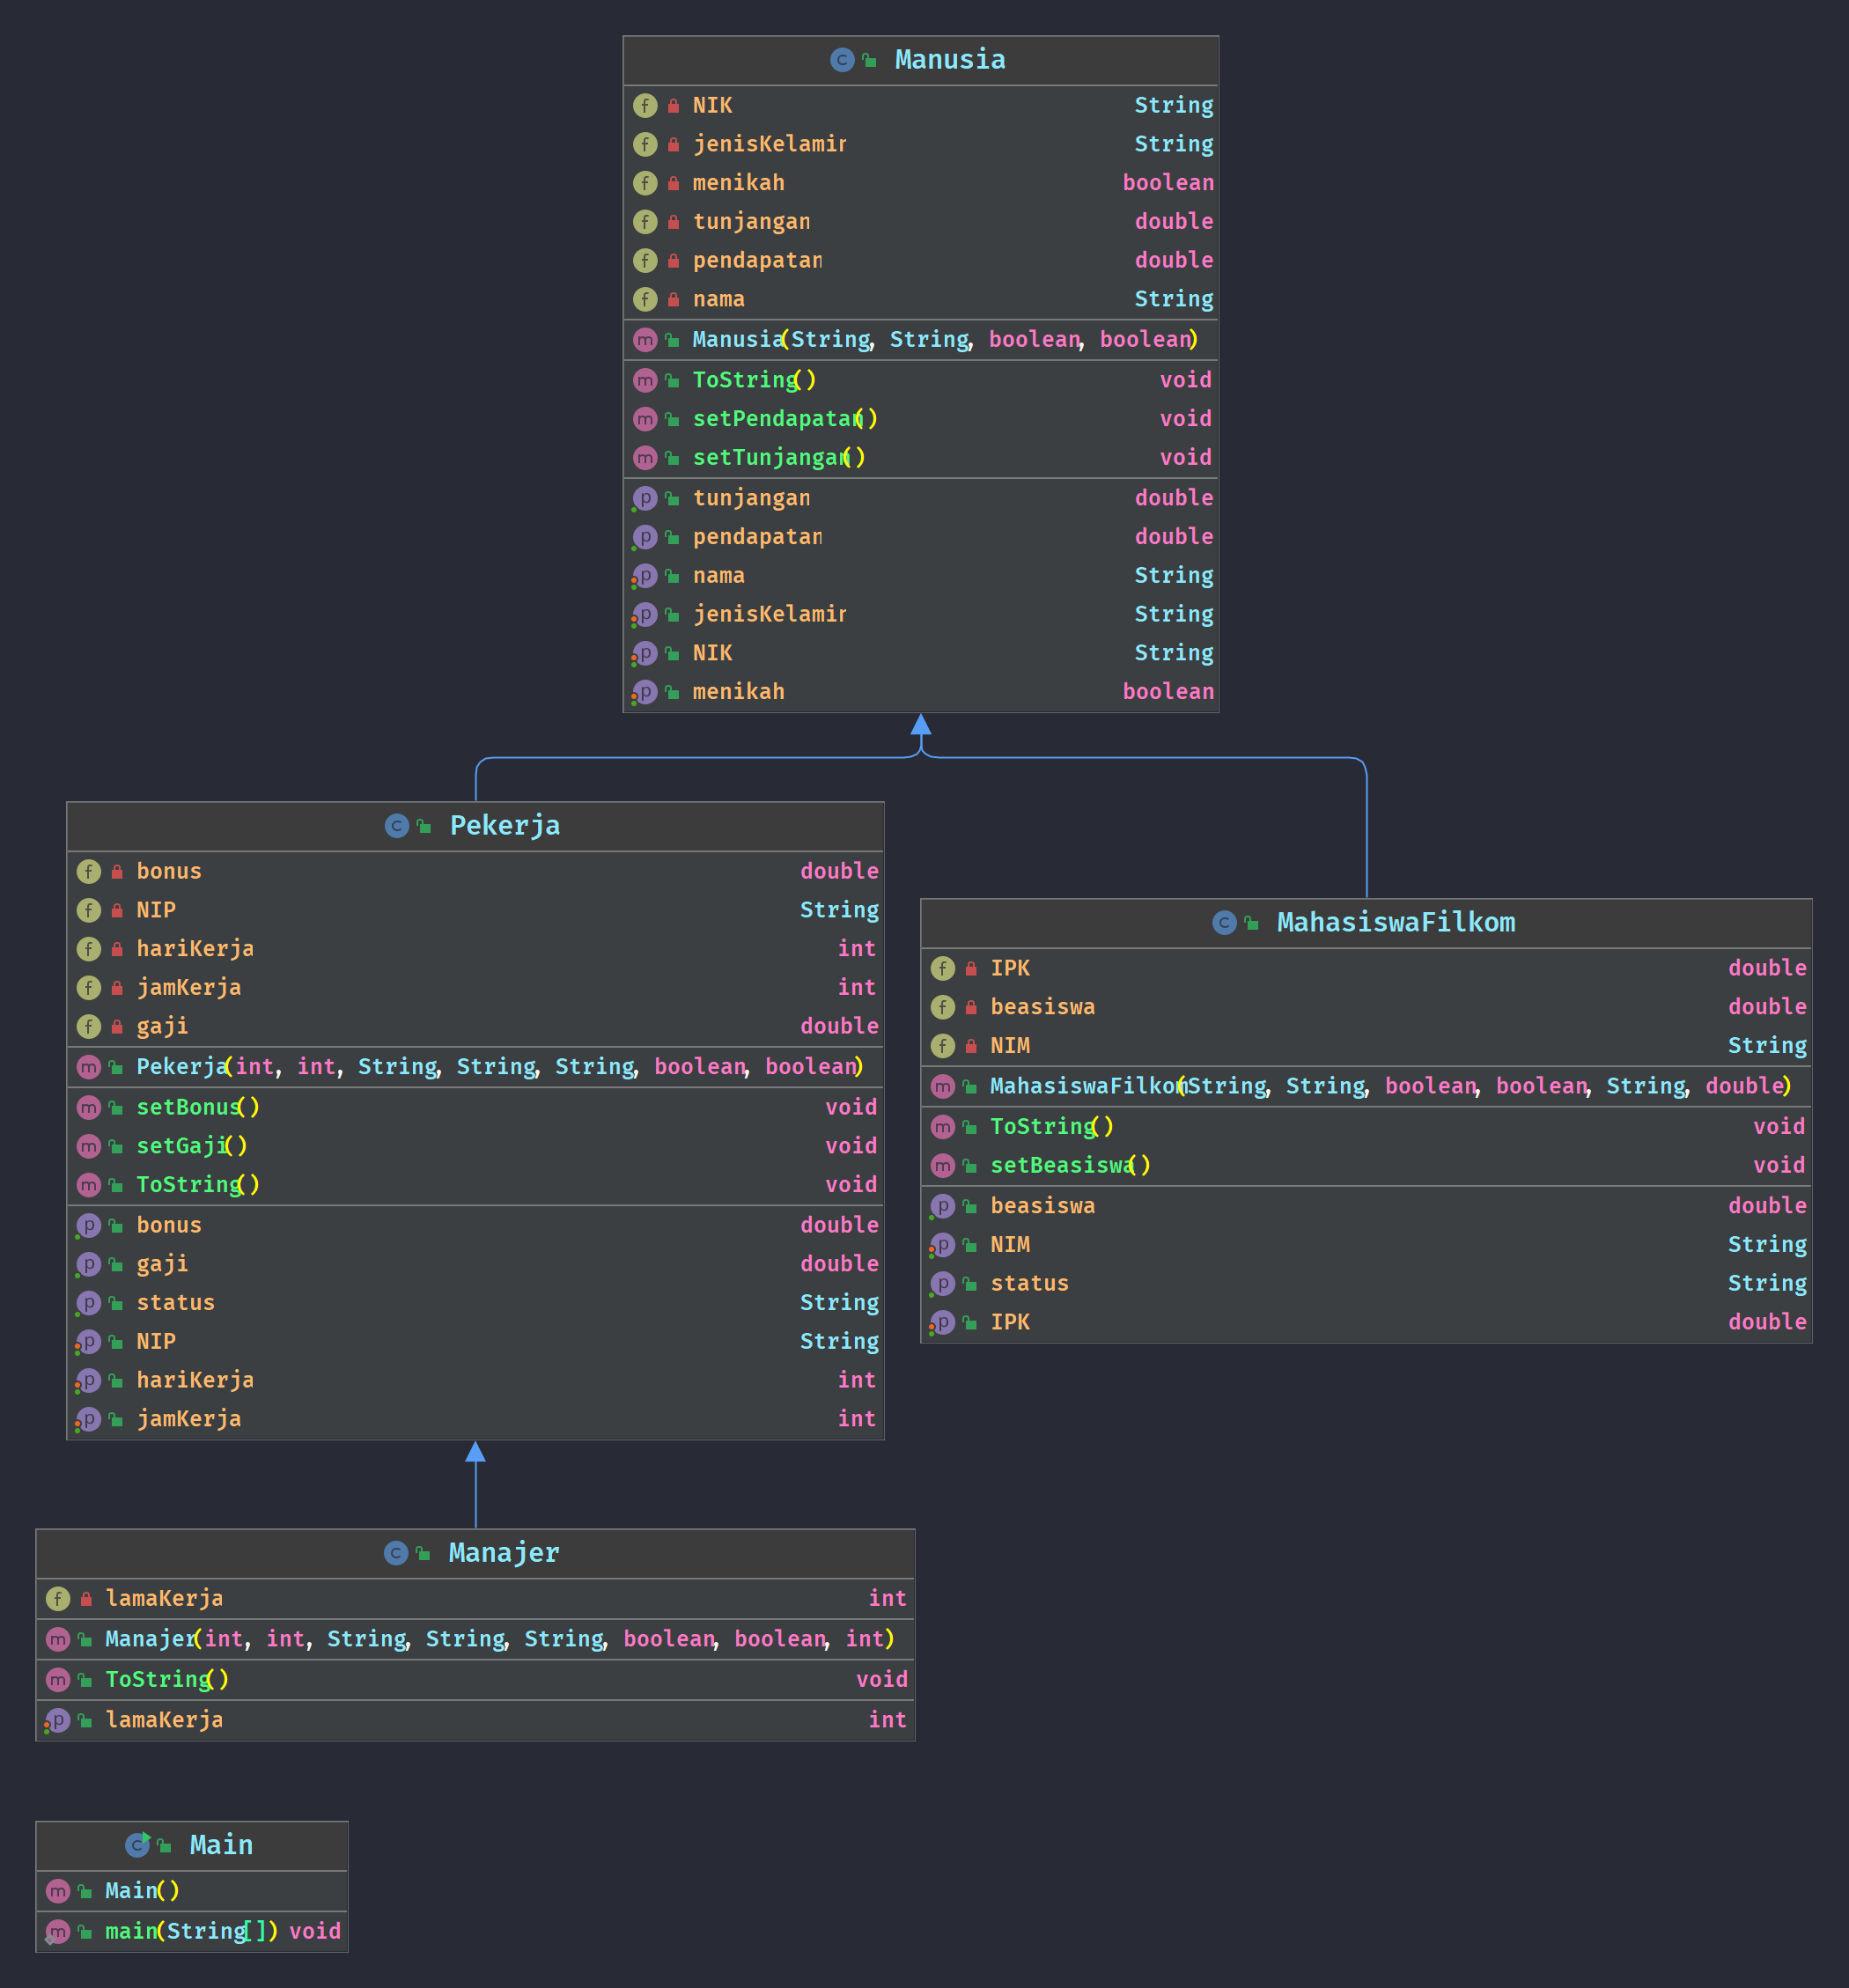 Manusia
NIK String
jenisKelamin String
menikah boolean
tunjangan double
pendapatan double
nama String
Manusia(String, String, boolean, boolean)
ToString() void
setPendapatan() void
setTunjangan() void
tunjangan double
pendapatan double
nama String
jenisKelamin String
NIK String
menikah boolean
Pekerja
bonus double
NIP String
hariKerja int
jamKerja int
gaji double
Pekerja(int, int, String, String, String, boolean, boolean)
setBonus() void
setGaji() void
ToString() void
bonus double
gaji double
status String
NIP String
hariKerja int
jamKerja int
MahasiswaFilkom
IPK double
beasiswa double
NIM String
MahasiswaFilkom(String, String, boolean, boolean, String, double)
ToString() void
setBeasiswa() void
beasiswa double
NIM String
status String
IPK double
Manajer
lamaKerja int
Manajer(int, int, String, String, String, boolean, boolean, int)
ToString() void
lamaKerja int
Main
Main()
main(String[]) void